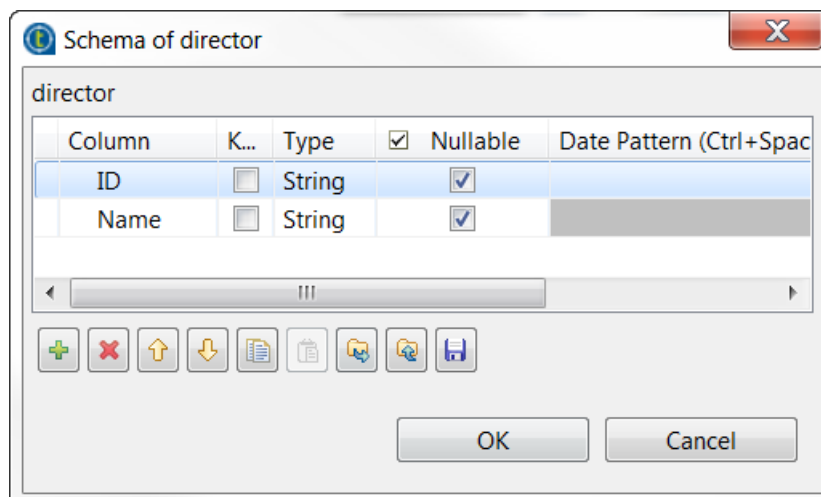 Schema of director
director
Column K... Type Nullable Date Pattern (Ctrl+Spac
ID String
Name String
OK Cancel